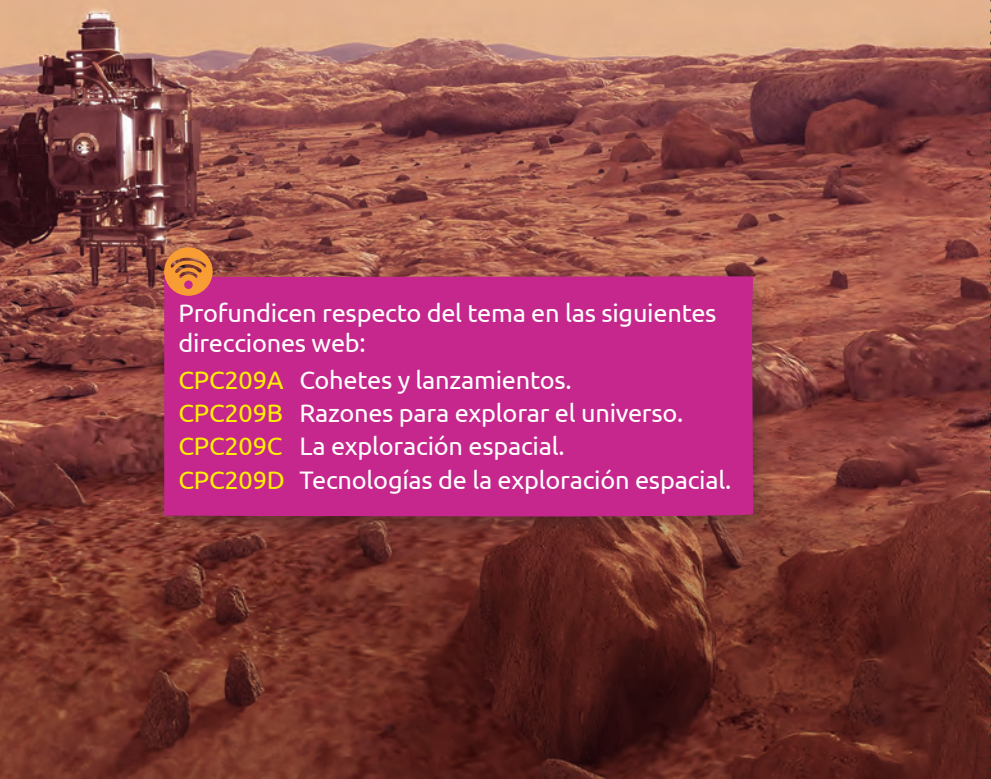 Profundicen respecto del tema en las siguientes
direcciones web:
CPC209A Cohetes y lanzamientos.
CPC209B Razones para explorar el universo.
CPC209C La exploración espacial.
CPC209D Tecnologías de la exploración espacial.